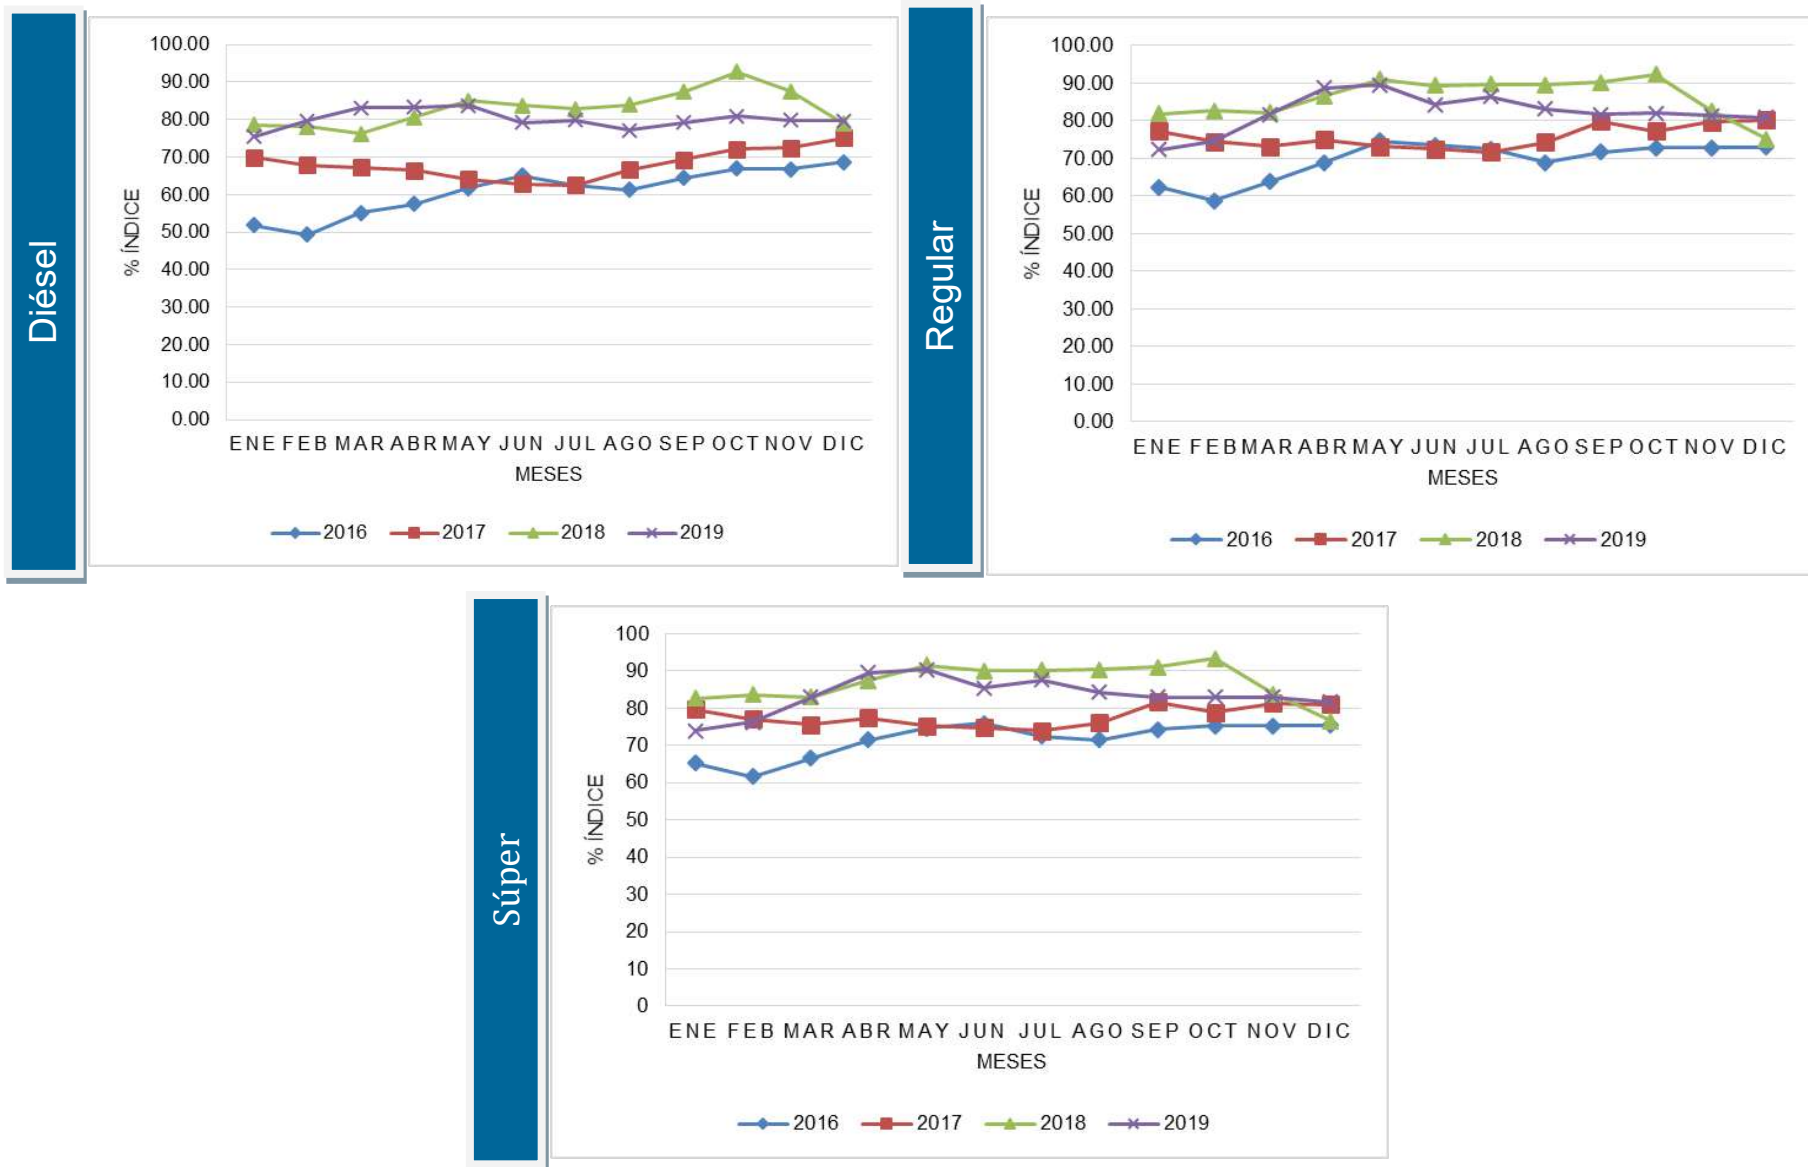 Diésel
% ÍNDICE
100.00
90.00
80.00
70.00
60.00
50.00
40.00
30.00
20.00
10.00
0.00
ENE FEB MAR ABR MAY JUN JUL AGO SEP OCT NOV DIC
MESES
2016 2017 2018 2019
Regular
% ÍNDICE
100.00
90.00
80.00
70.00
60.00
50.00
40.00
30.00
20.00
10.00
0.00
ENE FEB MAR ABR MAY JUN JUL AGO SEP OCT NOV DIC
MESES
2016 2017 2018 2019
Súper
% ÍNDICE
100
90
80
70
60
50
40
30
20
10
0
ENE FEB MAR ABR MAY JUN JUL AGO SEP OCT NOV DIC
MESES
2016 2017 2018 2019